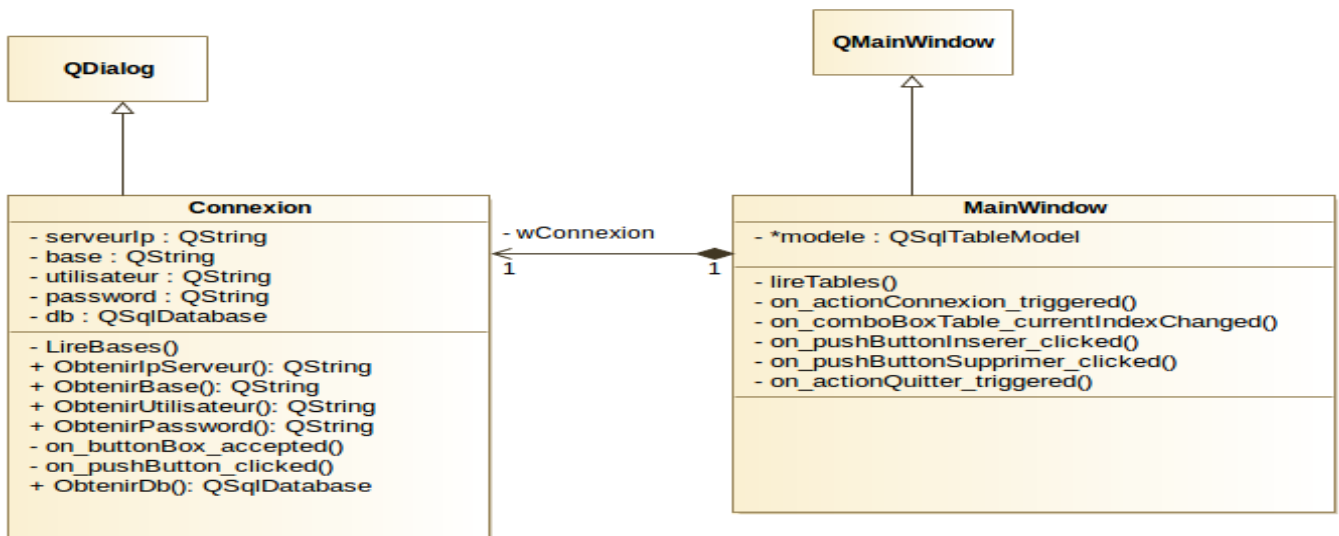 QDialog
QMainWindow
Connexion
- serveurIp : QString
- base : QString
- utilisateur : QString
- password : QString
- db : QSqlDatabase
- LireBases()
+ ObtenirIpServeur(): QString
+ ObtenirBase(): QString
+ ObtenirUtilisateur(): QString
+ ObtenirPassword(): QString
- on_buttonBox_accepted()
- on_pushButton_clicked()
+ ObtenirDb(): QSqlDatabase
- wConnexion
1
1
MainWindow
- *modele : QSqlTableModel
- lireTables()
- on_actionConnexion_triggered()
- on_comboBoxTable_currentIndexChanged()
- on_pushButtonInserer_clicked()
- on_pushButtonSupprimer_clicked()
- on_actionQuitter_triggered()